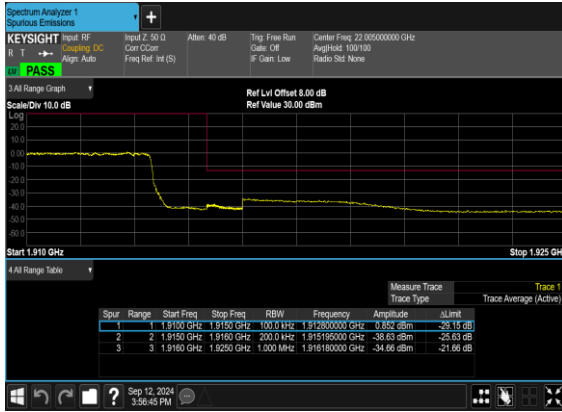 Spectrum Analyzer 1
Spurious Emissions
KEYSIGHT Input: RF Input Z: 50 Ω Atten: 40 dB Trig: Free Run Center Freq: 22.005000000 GHz
R T Coupling: DC Corr CCorr Gate: Off Avg|Hold: 100/100
Align: Auto Freq Ref: Int (S) IF Gain: Low Radio Std: None
PASS
3 All Range Graph
Ref Lvl Offset 8.00 dB
Scale/Div 10.0 dB Ref Value 30.00 dBm
Log
20.0
10.0
0.00
-10.0
-20.0
-30.0
-40.0
-50.0
-60.0
Start 1.910 GHz Stop 1.925 GH
4 All Range Table
Measure Trace Trace 1
Trace Type Trace Average (Active)
Spur Range Start Freq Stop Freq RBW Frequency Amplitude ΔLimit
1 1 1.9100 GHz 1.9150 GHz 100.0 kHz 1.912800000 GHz 0.852 dBm -29.15 dB
2 2 1.9150 GHz 1.9160 GHz 200.0 kHz 1.915195000 GHz -38.63 dBm -25.63 dB
3 3 1.9160 GHz 1.9250 GHz 1.000 MHz 1.916180000 GHz -34.66 dBm -21.66 dB
Sep 12, 2024
3:56:45 PM